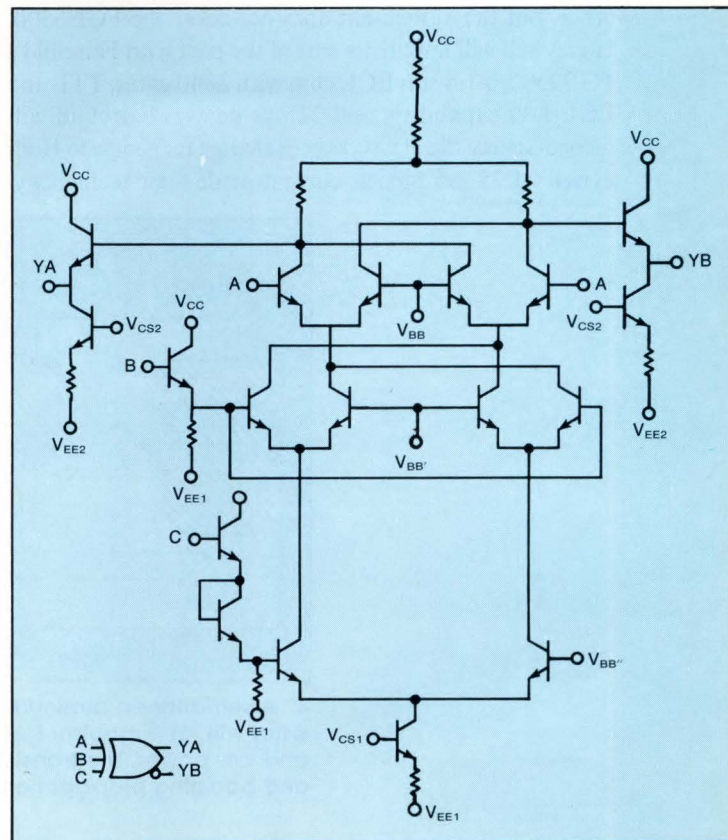 VCC
VCC
VCC
YA
A
A
YB
VCS2
VCC
VBB
VCS2
B
VEE2
VBB'
VEE2
VEE1
C
VBB''
VEE1
VCS1
A
B
C
YA
YB
VEE1